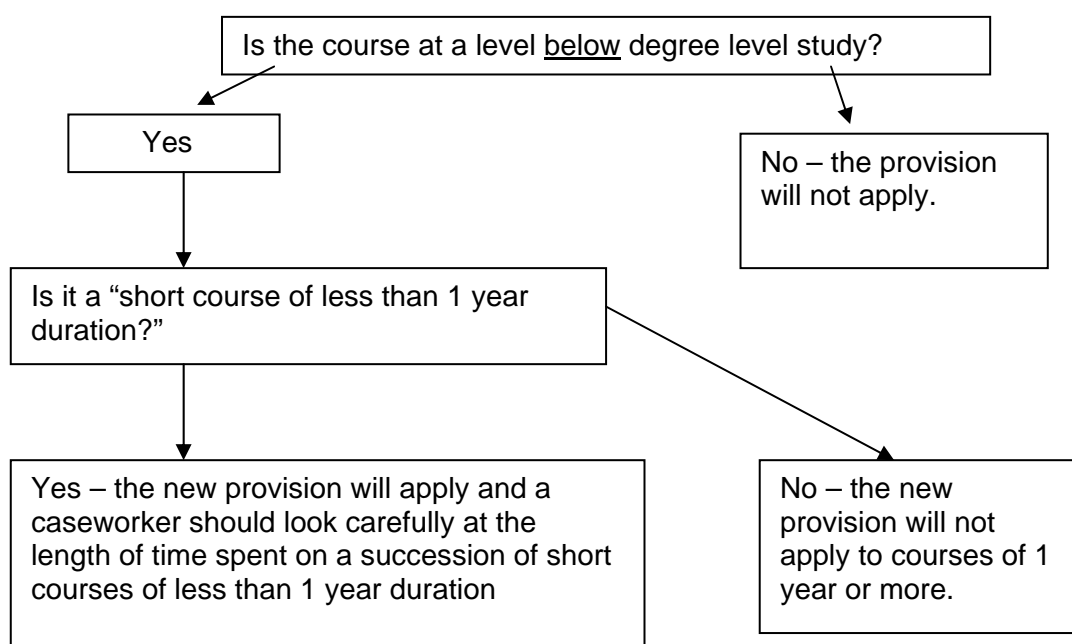 Is the course at a level below degree level study?
Yes
No – the provision
will not apply.
Is it a “short course of less than 1 year
duration?”
Yes – the new provision will apply and a
caseworker should look carefully at the
length of time spent on a succession of short
courses of less than 1 year duration
No – the new
provision will not
apply to courses of 1
year or more.